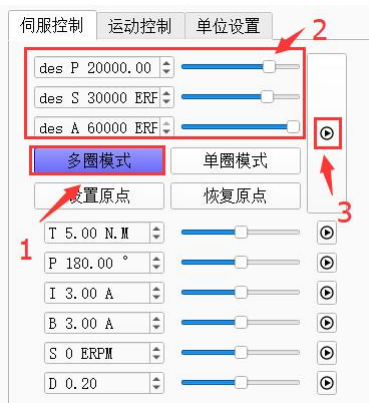 伺服控制 运动控制 单位设置
2
des P 20000.00
des S 30000 ERF
des A 60000 ERF
多圈模式 单圈模式
设置原点 恢复原点
1
3
T 5.00 N.M
P 180.00 °
I 3.00 A
B 3.00 A
S 0 ERPM
D 0.20